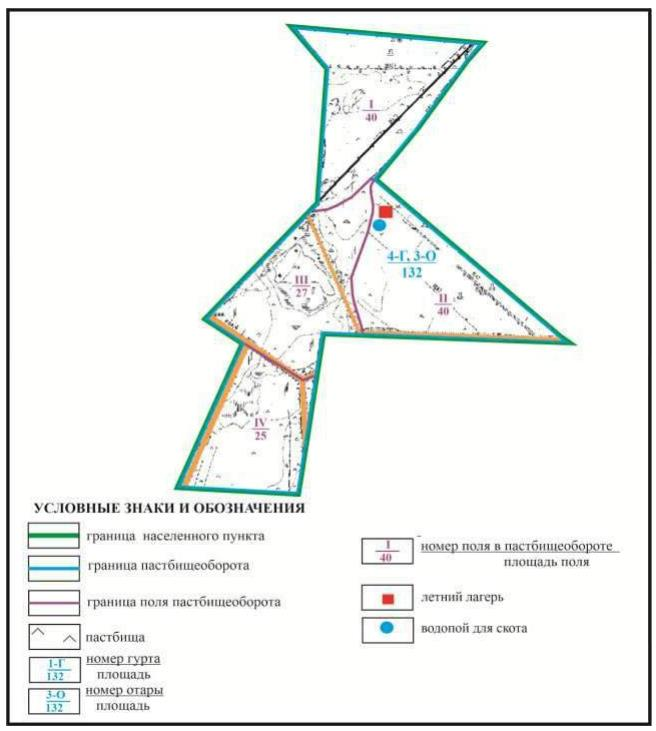 I
40
4-Г, 3-О
132
III
27
II
40
IV
25
УСЛОВНЫЕ ЗНАКИ И ОБОЗНАЧЕНИЯ
граница населенного пункта
граница пастбищеоборота
граница поля пастбищеоборота
пастбища
1-Г
132
номер гурта
площадь
3-О
132
номер отары
площадь
I
40
номер поля в пастбищеобороте
площадь поля
летний лагерь
водопой для скота